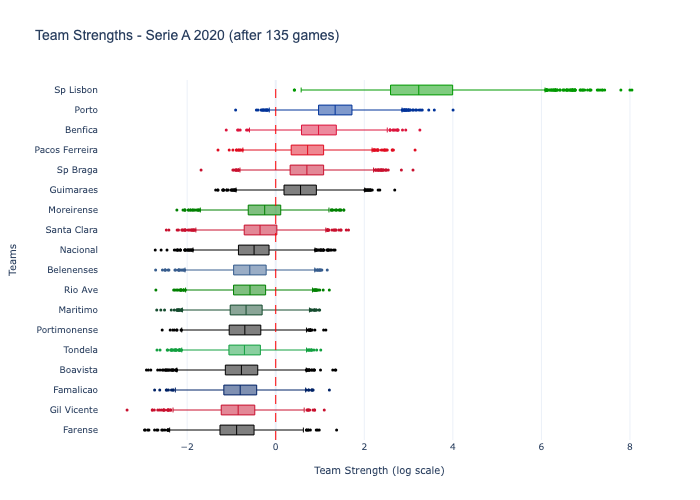 Team Strengths - Serie A 2020 (after 135 games)
Sp Lisbon
Porto
Benfica
Pacos Ferreira
Sp Braga
Guimaraes
Moreirense
Santa Clara
Nacional
Belenenses
Rio Ave
Maritimo
Portimonense
Tondela
Boavista
Famalicao
Gil Vicente
Farense
Teams
−2 0 2 4 6 8
Team Strength (log scale)